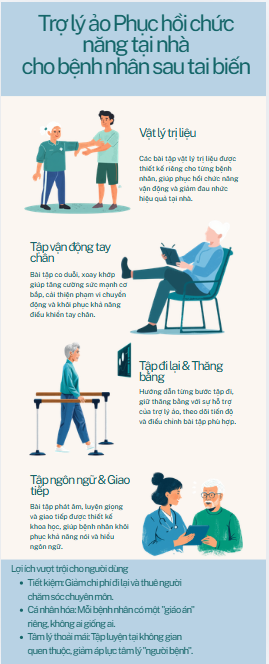 Trợ lý ảo Phục hồi chức
năng tại nhà
cho bệnh nhân sau tai biến
Vật lý trị liệu
Các bài tập vật lý trị liệu được
thiết kế riêng cho từng bệnh
nhân, giúp phục hồi chức năng
vận động và giảm đau nhức
hiệu quả tại nhà.
Tập vận động tay
chân
Bài tập co duỗi, xoay khớp
giúp tăng cường sức mạnh cơ
bắp, cải thiện phạm vi chuyển
động và khôi phục khả năng
điều khiển tay chân.
Tập đi lại & Thăng
bằng
Hướng dẫn từng bước tập đi,
giữ thăng bằng với sự hỗ trợ
của trợ lý ảo, theo dõi tiến độ
và điều chỉnh bài tập phù hợp.
Tập ngôn ngữ & Giao
tiếp
Bài tập phát âm, luyện giọng
và giao tiếp được thiết kế
khoa học, giúp bệnh nhân khôi
phục khả năng nói và hiểu
ngôn ngữ.
Lợi ích vượt trội cho người dùng
Tiết kiệm: Giảm chi phí đi lại và thuê người
chăm sóc chuyên môn.
Cá nhân hóa: Mỗi bệnh nhân có một "giáo án"
riêng, không ai giống ai.
Tâm lý thoải mái: Tập luyện tại không gian
quen thuộc, giảm áp lực tâm lý "người bệnh".